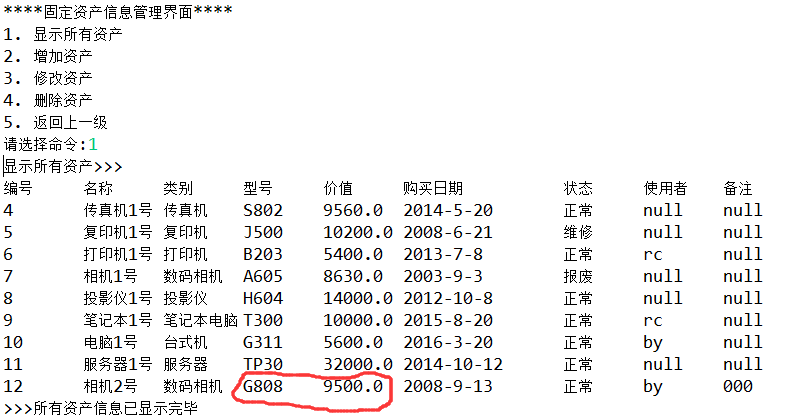 ****固定资产信息管理界面****
1. 显示所有资产
2. 增加资产
3. 修改资产
4. 删除资产
5. 返回上一级
请选择命令:1
显示所有资产>>>
编号 名称 类别 型号 价值 购买日期 状态 使用者 备注
4 传真机1号 传真机 S802 9560.0 2014-5-20 正常 null null
5 复印机1号 复印机 J500 10200.0 2008-6-21 维修 null null
6 打印机1号 打印机 B203 5400.0 2013-7-8 正常 rc null
7 相机1号 数码相机 A605 8630.0 2003-9-3 报废 null null
8 投影仪1号 投影仪 H604 14000.0 2012-10-8 正常 null null
9 笔记本1号 笔记本电脑 T300 10000.0 2015-8-20 正常 rc null
10 电脑1号 台式机 G311 5600.0 2016-3-20 正常 by null
11 服务器1号 服务器 TP30 32000.0 2014-10-12 正常 null null
12 相机2号 数码相机 G808 9500.0 2008-9-13 正常 by 000
>>>所有资产信息已显示完毕